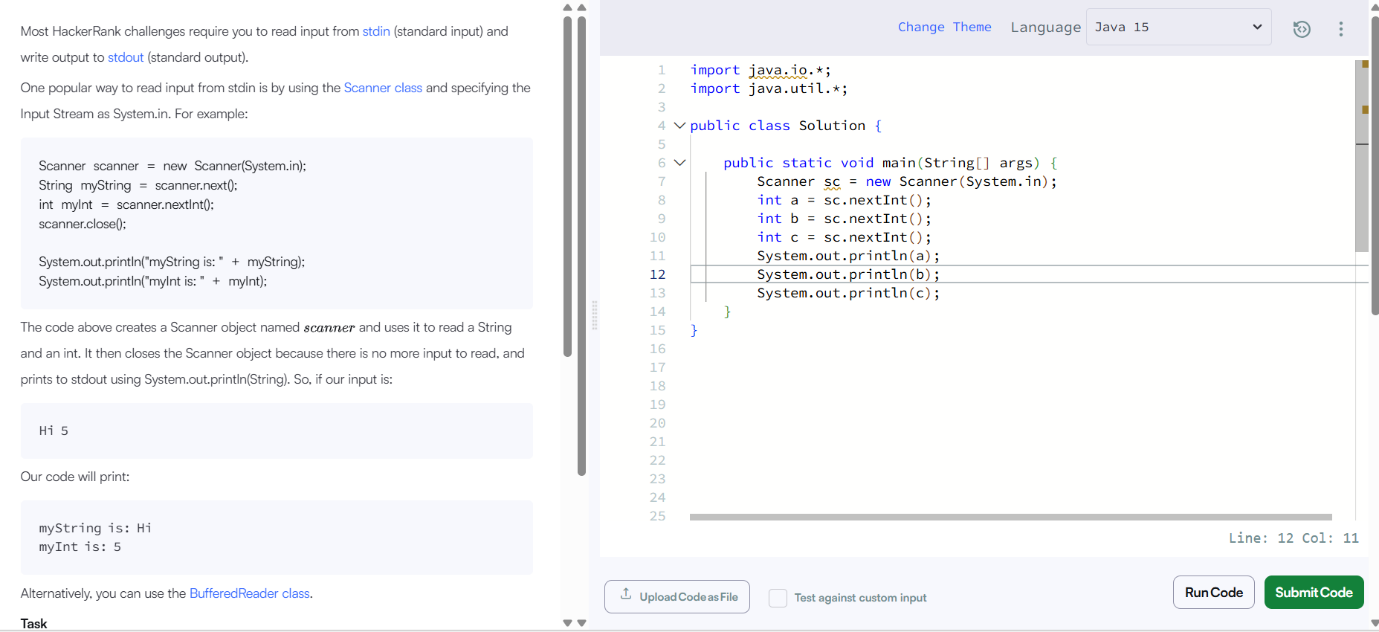 Most HackerRank challenges require you to read input from stdin (standard input) and
write output to stdout (standard output).
One popular way to read input from stdin is by using the Scanner class and specifying the
Input Stream as System.in. For example:
Scanner scanner = new Scanner(System.in);
String myString = scanner.next();
int myInt = scanner.nextInt();
scanner.close();
System.out.println("myString is: " + myString);
System.out.println("myInt is: " + myInt);
The code above creates a Scanner object named scanner and uses it to read a String
and an int. It then closes the Scanner object because there is no more input to read, and
prints to stdout using System.out.println(String). So, if our input is:
Hi 5
Our code will print:
myString is: Hi
myInt is: 5
Alternatively, you can use the BufferedReader class.
Task
Change Theme Language Java 15
1 import java.io.*;
2 import java.util.*;
3
4 public class Solution {
5
6 public static void main(String[] args) {
7 Scanner sc = new Scanner(System.in);
8 int a = sc.nextInt();
9 int b = sc.nextInt();
10 int c = sc.nextInt();
11 System.out.println(a);
12 System.out.println(b);
13 System.out.println(c);
14 }
15 }
16
17
18
19
20
21
22
23
24
25
Line: 12 Col: 11
Upload Code as File Test against custom input Run Code Submit Code